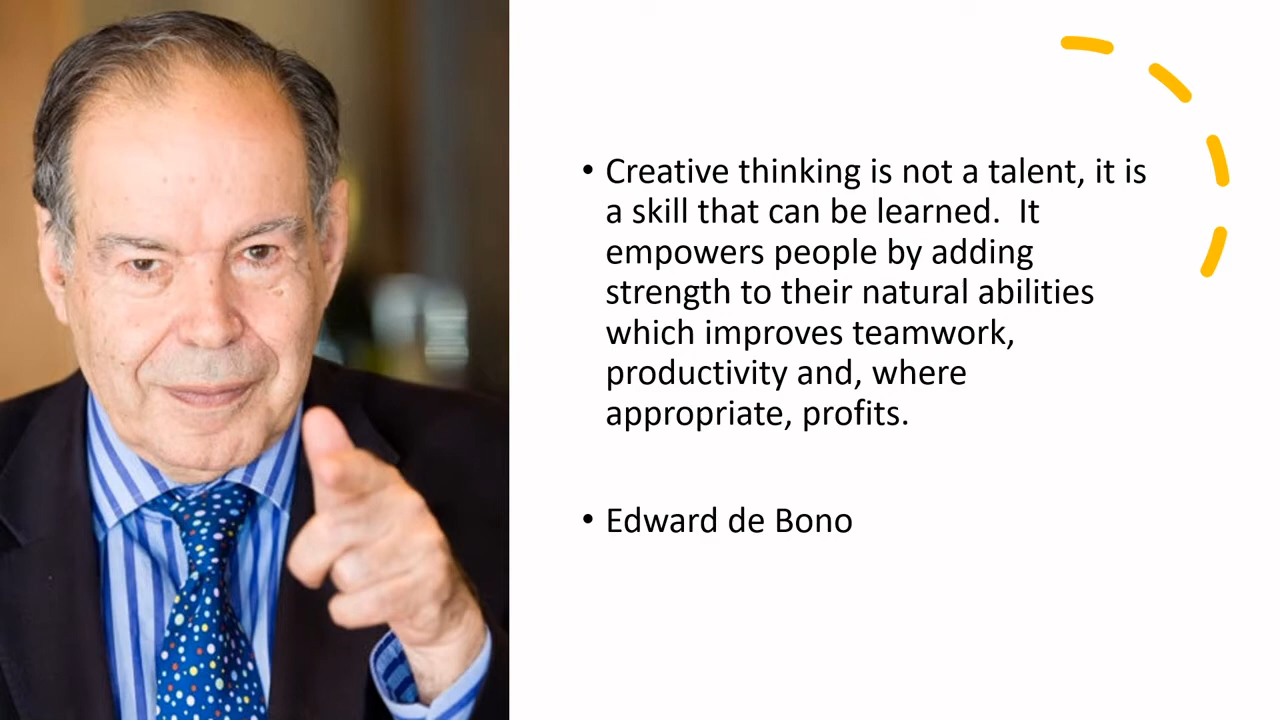 • Creative thinking is not a talent, it is
a skill that can be learned.  It
empowers people by adding
strength to their natural abilities
which improves teamwork,
productivity and, where
appropriate, profits.
• Edward de Bono